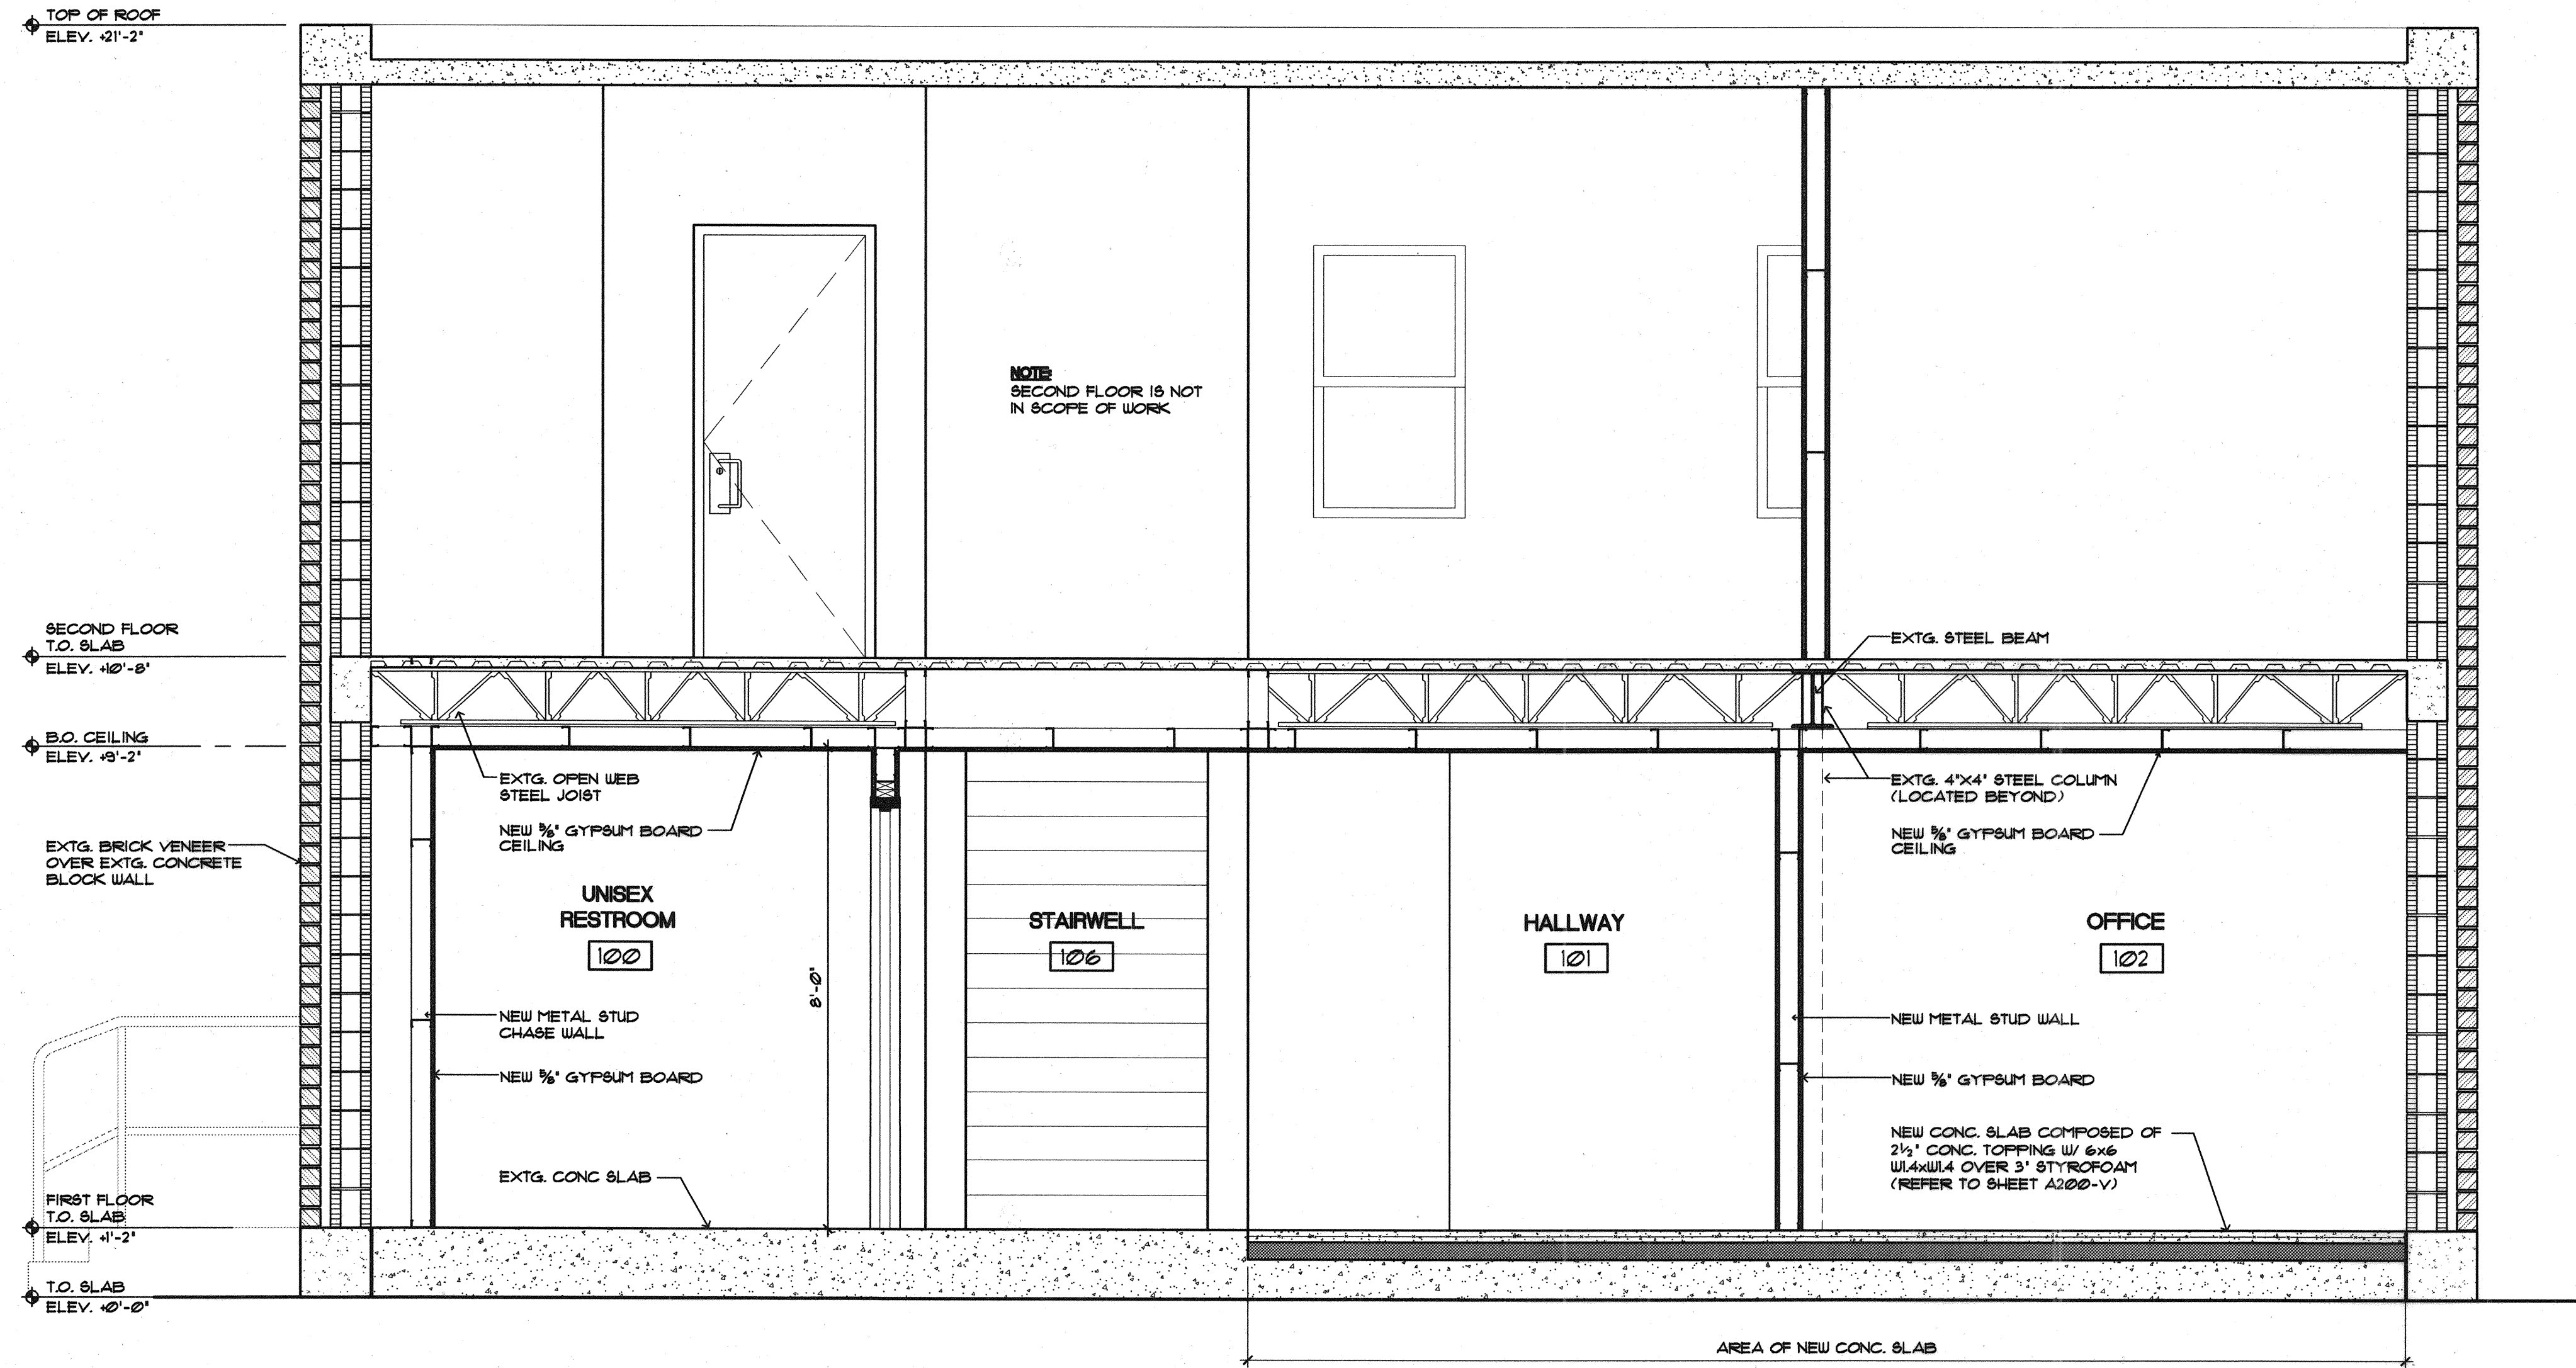 TOP OF ROOF
ELEV. +21'-2"
NOTE:
SECOND FLOOR IS NOT
IN SCOPE OF WORK
SECOND FLOOR
T.O. SLAB
ELEV. +10'-8"
EXTG. STEEL BEAM
B.O. CEILING
ELEV. +9'-2"
EXTG. OPEN WEB
STEEL JOIST
NEW 5/8" GYPSUM BOARD
CEILING
EXTG. 4"X4" STEEL COLUMN
(LOCATED BEYOND)
NEW 5/8" GYPSUM BOARD
CEILING
EXTG. BRICK VENEER
OVER EXTG. CONCRETE
BLOCK WALL
UNISEX
RESTROOM
100
STAIRWELL
106
HALLWAY
101
OFFICE
102
8'-0"
NEW METAL STUD
CHASE WALL
NEW METAL STUD WALL
NEW 5/8" GYPSUM BOARD
NEW 5/8" GYPSUM BOARD
EXTG. CONC SLAB
NEW CONC. SLAB COMPOSED OF
2½" CONC. TOPPING W/ 6x6
W1.4xW1.4 OVER 3" STYROFOAM
(REFER TO SHEET A200-V)
FIRST FLOOR
T.O. SLAB
ELEV. +1'-2"
T.O. SLAB
ELEV. +0'-0"
AREA OF NEW CONC. SLAB